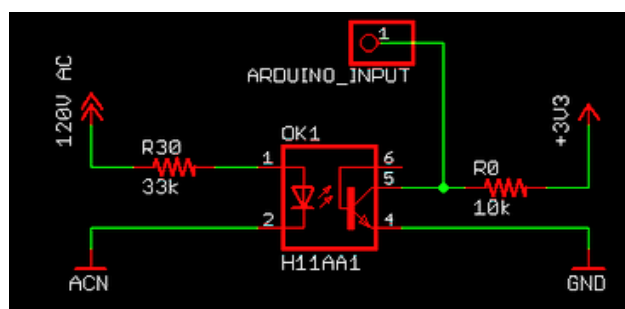 1
ARDUINO_INPUT
120V AC
+3V3
OK1
R30
33k
1
2
6
5
4
R0
10k
H11AA1
ACN
GND